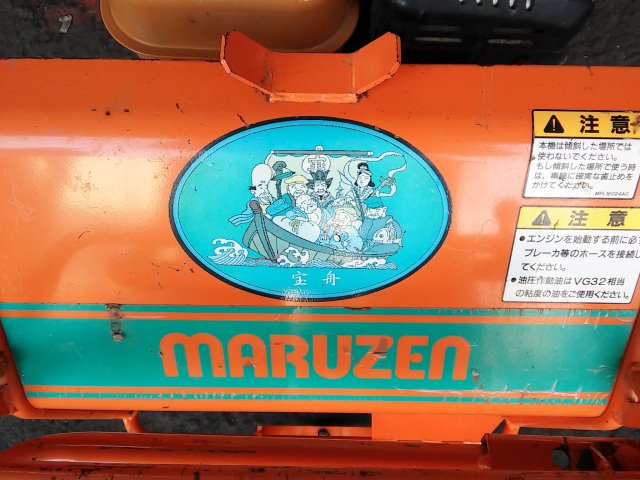 宝
宝舟
MARUZEN
注意
本機は傾斜した場所では
使わないでください。
もし傾斜した場所で使う時
は、車輪に確実な歯止めを
かけてください。
MPL1602AA0
注意
●エンジンを始動する前に必
ブレーカ等のホースを接続し
てください。
●油圧作動油はVG32相当
の粘度の油をご使用ください。